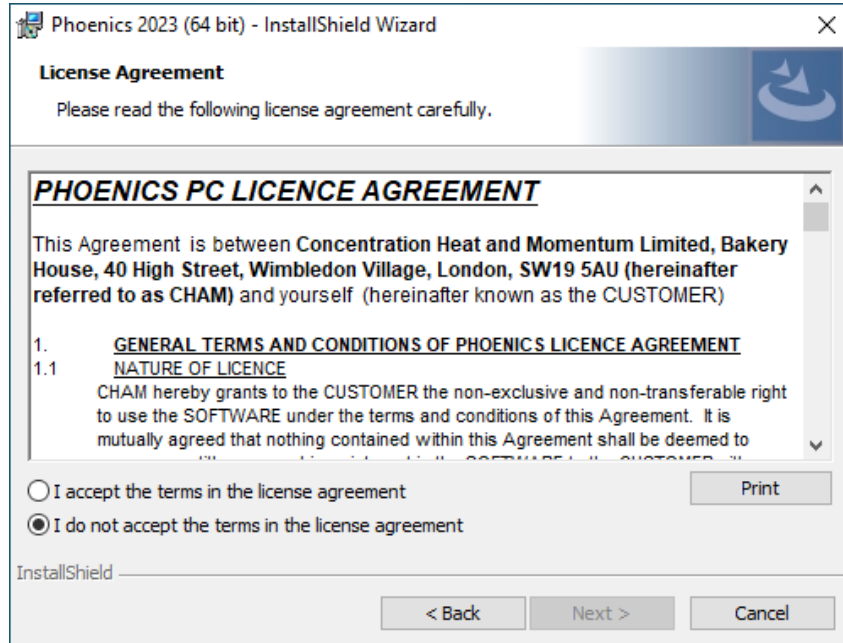 Phoenics 2023 (64 bit) - InstallShield Wizard
License Agreement
Please read the following license agreement carefully.
PHOENICS PC LICENCE AGREEMENT
This Agreement is between Concentration Heat and Momentum Limited, Bakery
House, 40 High Street, Wimbledon Village, London, SW19 5AU (hereinafter
referred to as CHAM) and yourself (hereinafter known as the CUSTOMER)
1. GENERAL TERMS AND CONDITIONS OF PHOENICS LICENCE AGREEMENT
1.1 NATURE OF LICENCE
CHAM hereby grants to the CUSTOMER the non-exclusive and non-transferable right
to use the SOFTWARE under the terms and conditions of this Agreement. It is
mutually agreed that nothing contained within this Agreement shall be deemed to
I accept the terms in the license agreement
Print
I do not accept the terms in the license agreement
InstallShield
< Back
Next >
Cancel